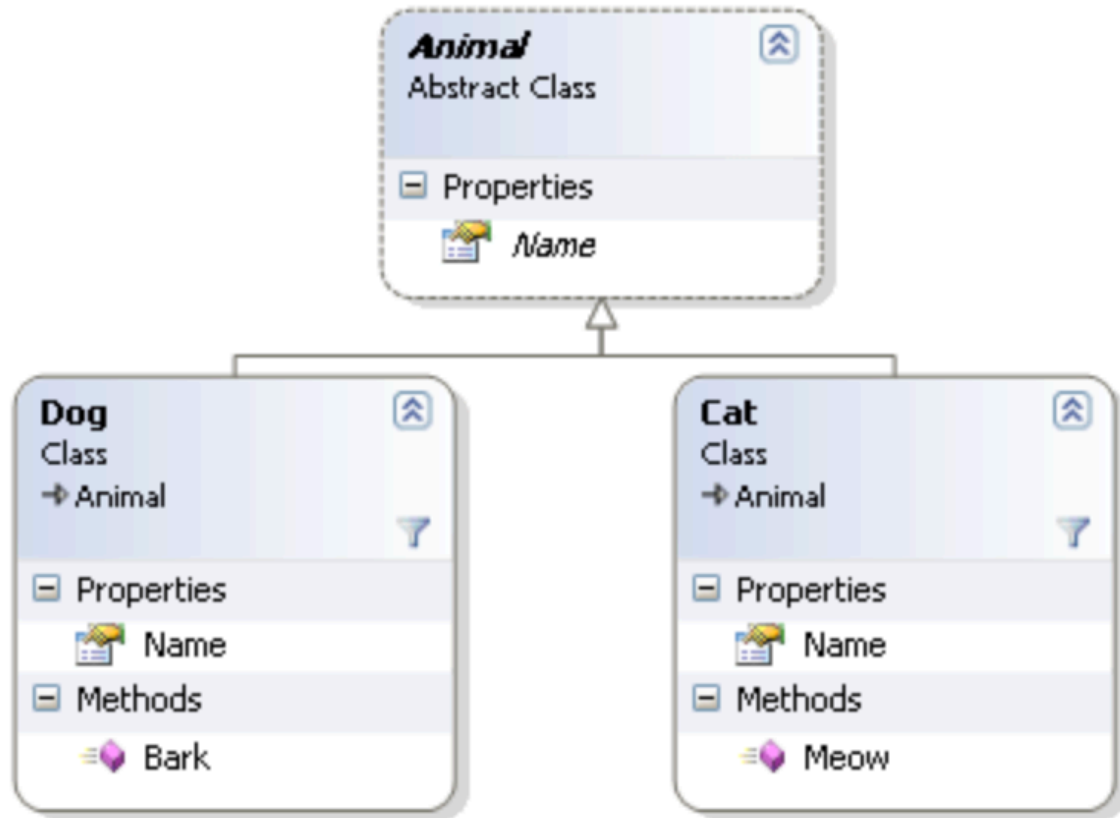 Animal
Abstract Class
Properties
Name
Dog
Class
Animal
Properties
Name
Methods
Bark
Cat
Class
Animal
Properties
Name
Methods
Meow